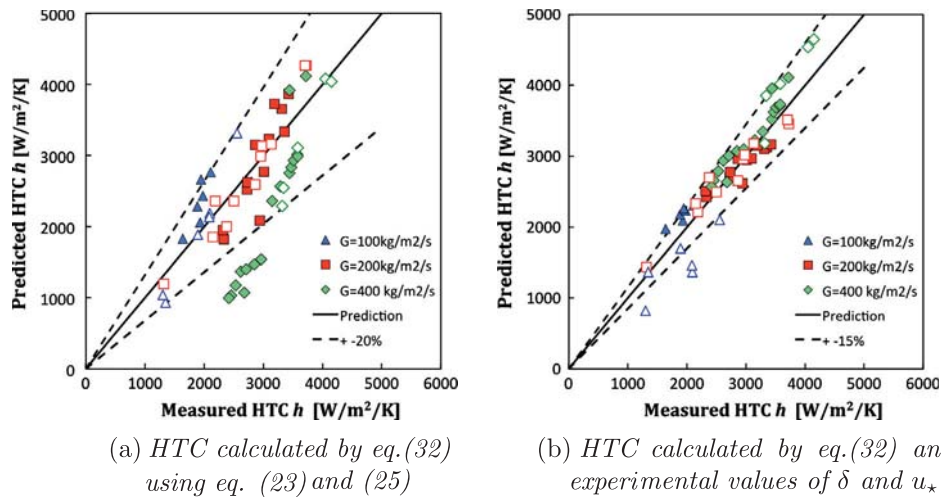 5000
4000
3000
2000
1000
0
Predicted HTC h [W/m²/K]
G=100kg/m2/s
G=200kg/m2/s
G=400 kg/m2/s
Prediction
+ -20%
0 1000 2000 3000 4000 5000 6000
Measured HTC h [W/m²/K]
(a) HTC calculated by eq.(32)
using eq. (23) and (25)
5000
4000
3000
2000
1000
0
Predicted HTC h [W/m²/K]
G=100kg/m2/s
G=200kg/m2/s
G=400 kg/m2/s
Prediction
+ -15%
0 1000 2000 3000 4000 5000 6000
Measured HTC h [W/m²/K]
(b) HTC calculated by eq.(32) an
experimental values of δ and u⋆